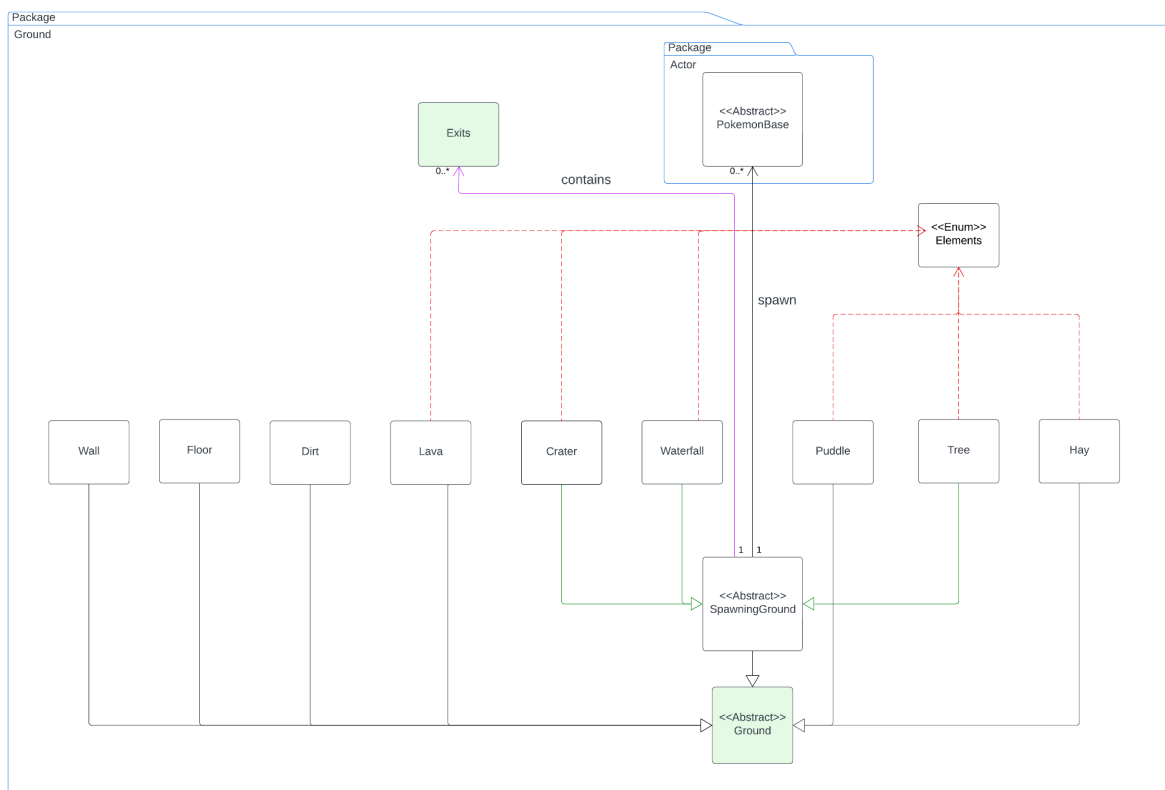 Package
Ground
Package
Actor
<<Abstract>>
PokemonBase
Exits
0..*
0..*
contains
<<Enum>>
Elements
spawn
Wall
Floor
Dirt
Lava
Crater
Waterfall
Puddle
Tree
Hay
1
1
<<Abstract>>
SpawningGround
<<Abstract>>
Ground